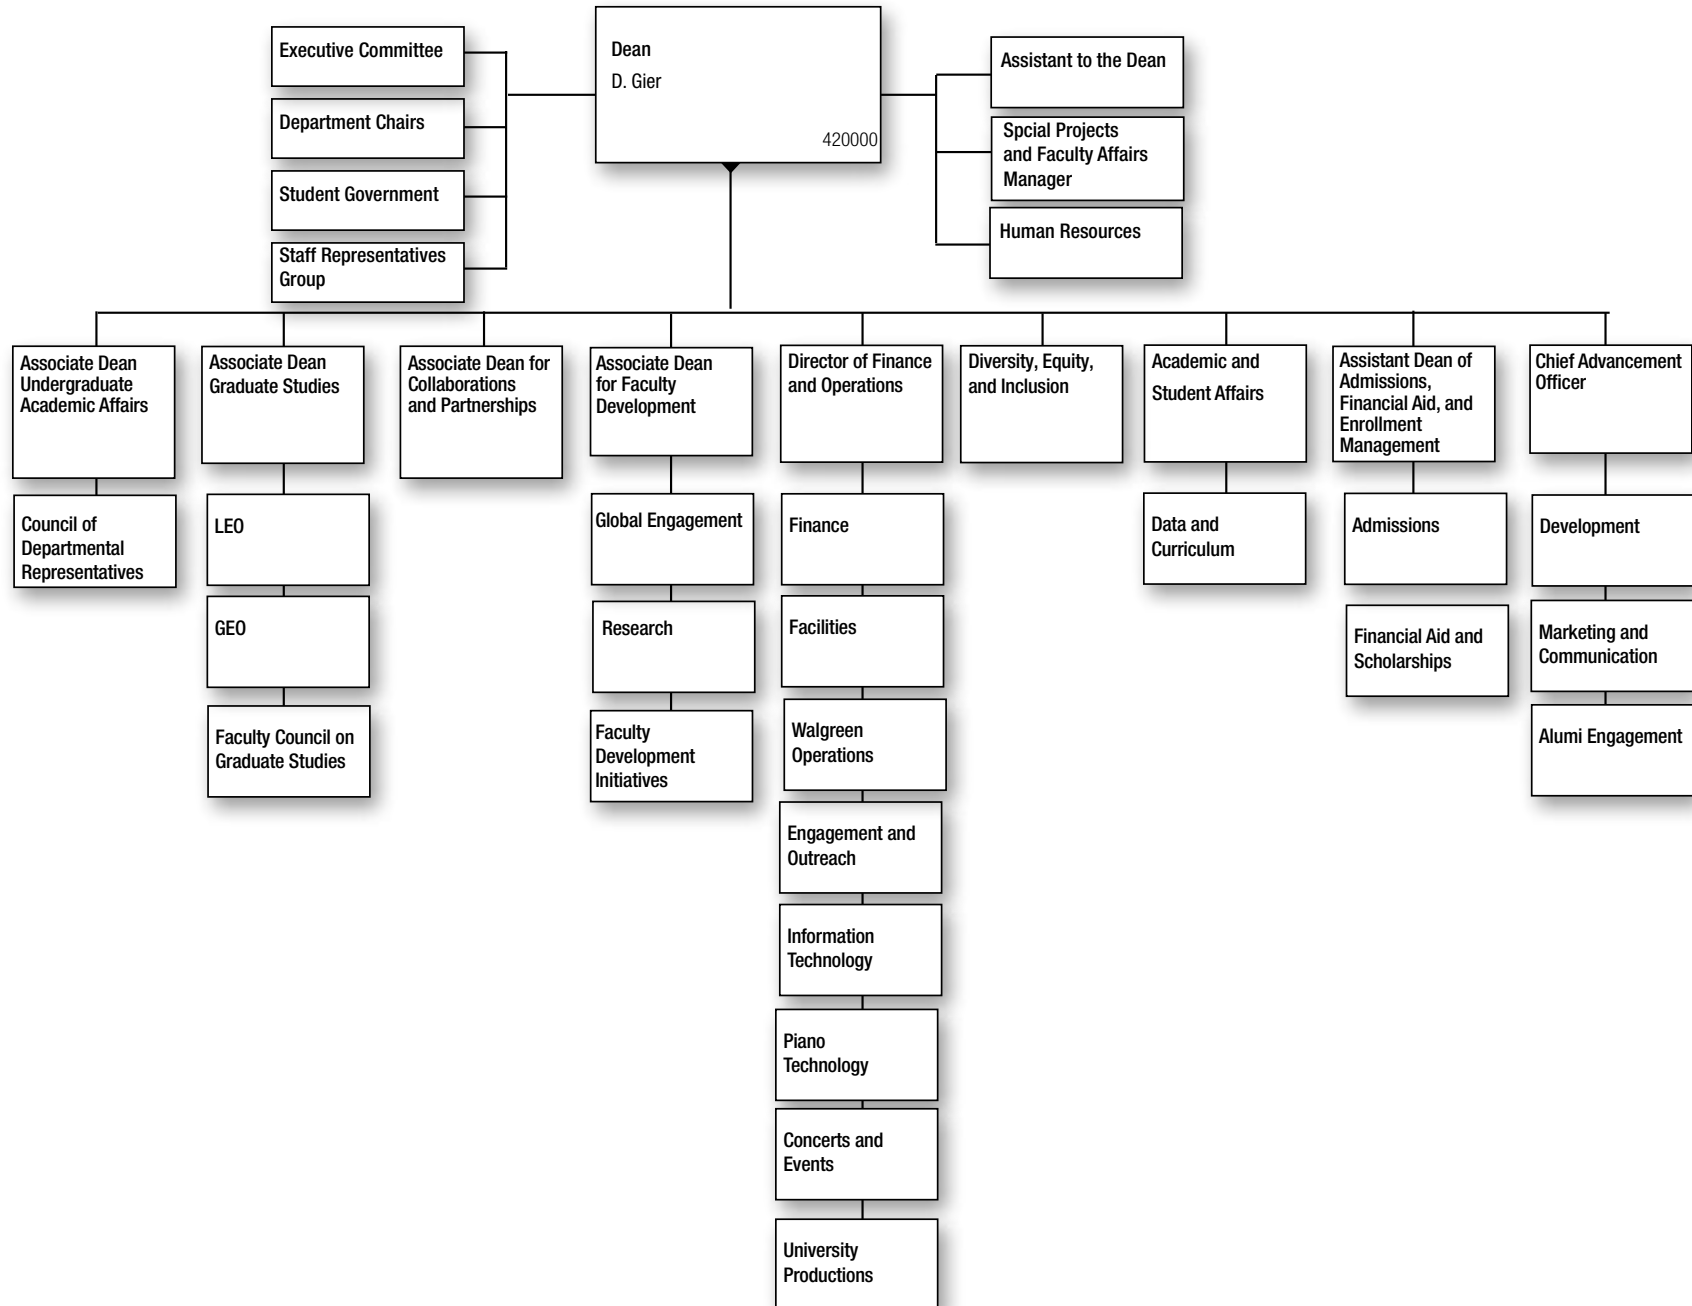 Executive Committee
Department Chairs
Student Government
Staff Representatives
Group
Dean
D. Gier
420000
Assistant to the Dean
Spcial Projects
and Faculty Affairs
Manager
Human Resources
Associate Dean
Undergraduate
Academic Affairs
Council of
Departmental
Representatives
Associate Dean
Graduate Studies
LEO
GEO
Faculty Council on
Graduate Studies
Associate Dean for
Collaborations
and Partnerships
Associate Dean
for Faculty
Development
Global Engagement
Research
Faculty
Development
Initiatives
Director of Finance
and Operations
Finance
Facilities
Walgreen
Operations
Engagement and
Outreach
Information
Technology
Piano
Technology
Concerts and
Events
University
Productions
Diversity, Equity,
and Inclusion
Academic and
Student Affairs
Data and
Curriculum
Assistant Dean of
Admissions,
Financial Aid, and
Enrollment
Management
Admissions
Financial Aid and
Scholarships
Chief Advancement
Officer
Development
Marketing and
Communication
Alumi Engagement